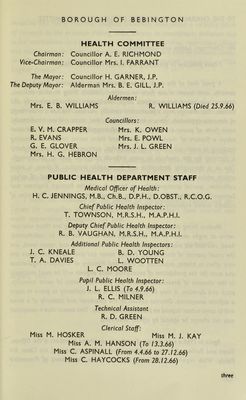 BOROUGH OF BEBINGTON
HEALTH COMMITTEE
Chairman: Councillor A. E. RICHMOND
Vice-Chairman: Councillor Mrs. I. FARRANT
The Mayor: Councillor H. GARNER, J.P.
The Deputy Mayor: Alderman Mrs. B. E. GILL, J.P.
Aldermen:
Mrs. E. B. WILLIAMS R. WILLIAMS (Died 25.9.66)
Councillors:
E. V. M. CRAPPER Mrs. K. OWEN
R. EVANS Mrs. E. POWL
G. E. GLOVER Mrs. J. L. GREEN
Mrs. H. G. HEBRON
PUBLIC HEALTH DEPARTMENT STAFF
Medical Officer of Health:
H. C. JENNINGS, M.B., Ch.B., D.P.H., D.OBST., R.C.O.G.
Chief Public Health Inspector:
T. TOWNSON, M.R.S.H., M.A.P.H.I.
Deputy Chief Public Health Inspector:
R. B. VAUGHAN, M.R.S.H., M.A.P.H.I.
Additional Public Health Inspectors:
J. C. KNEALE B. D. YOUNG
T. A. DAVIES L. WOOTTEN
L. C. MOORE
Pupil Public Health Inspector:
J. L. ELLIS (To 4.9.66)
R. C. MILNER
Technical Assistant
R. D. GREEN
Clerical Staff:
Miss M. HOSKER Miss M. J. KAY
Miss A. M. HANSON (To 13.3.66)
Miss C. ASPINALL (From 4.4.66 to 27.12.66)
Miss C. HAYCOCKS (From 28.12.66)
three